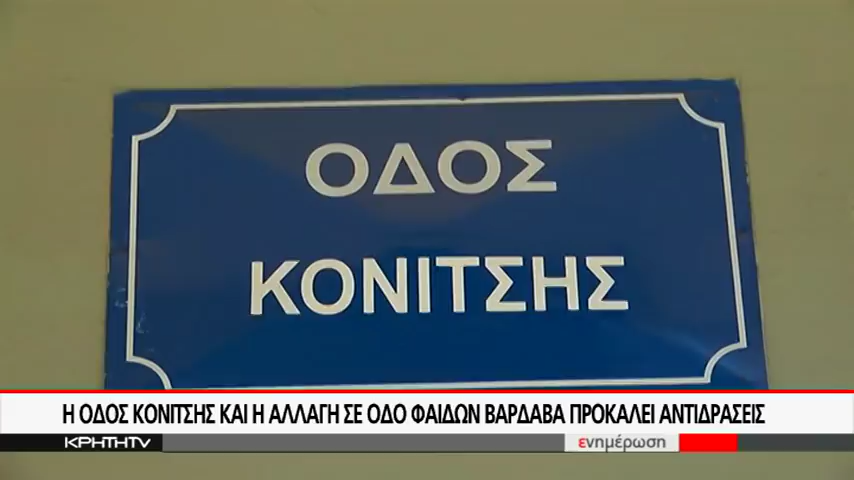 ΟΔΟΣ
ΚΟΝΙΤΣΗΣ
Η ΟΔΟΣ ΚΟΝΙΤΣΗΣ ΚΑΙ Η ΑΛΛΑΓΗ ΣΕ ΟΔΟ ΦΑΙΔΩΝ ΒΑΡΔΑΒΑ ΠΡΟΚΑΛΕΙ ΑΝΤΙΔΡΑΣΕΙΣ
ΚΡΗΤΗTV
ενημέρωση